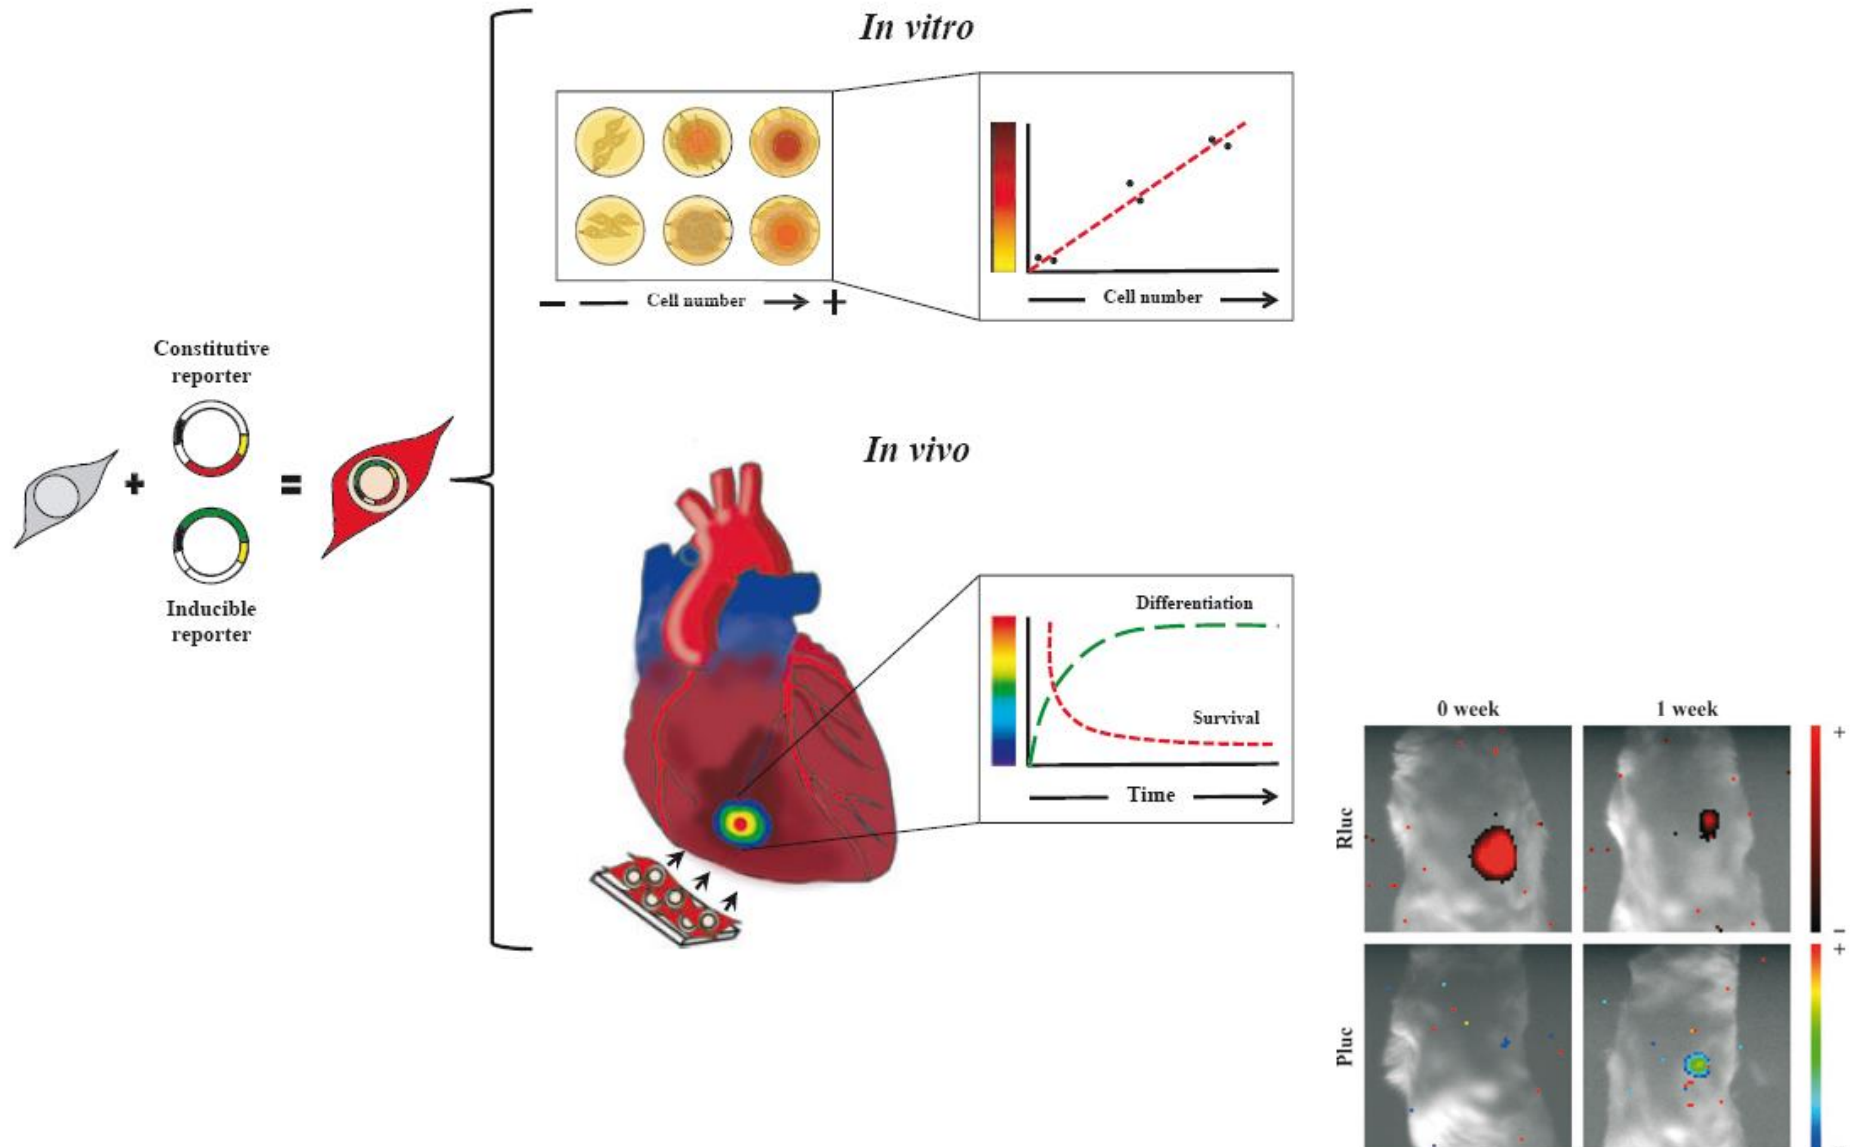 In vitro
- Cell number +
Cell number
Constitutive
reporter
+
=
Inducible
reporter
In vivo
Differentiation
Survival
Time
0 week
1 week
Rluc
+
-
Pluc
+